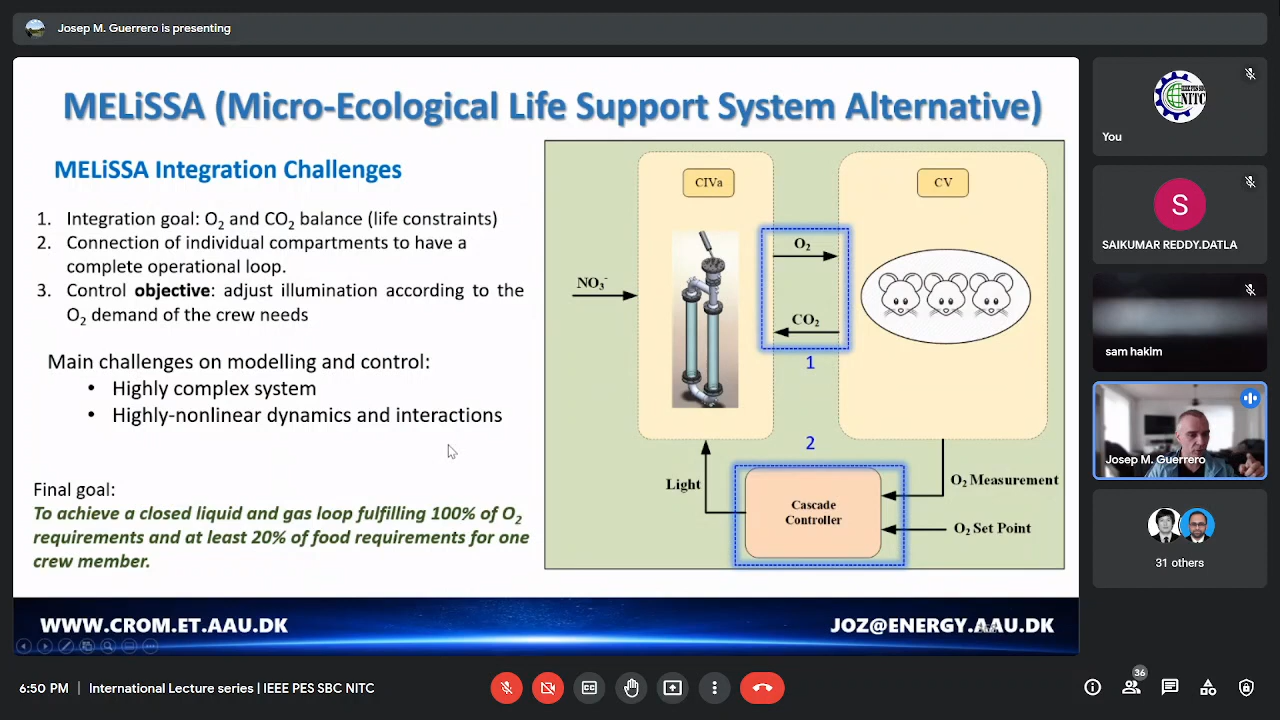 Josep M. Guerrero is presenting
MELiSSA (Micro-Ecological Life Support System Alternative)
MELiSSA Integration Challenges
1. Integration goal: O₂ and CO₂ balance (life constraints)
2. Connection of individual compartments to have a
complete operational loop.
3. Control objective: adjust illumination according to the
O₂ demand of the crew needs
Main challenges on modelling and control:
• Highly complex system
• Highly-nonlinear dynamics and interactions
Final goal:
To achieve a closed liquid and gas loop fulfilling 100% of O₂
requirements and at least 20% of food requirements for one
crew member.
CIVa
CV
NO₃⁻
O₂
CO₂
1
2
Light
Cascade
Controller
O₂ Measurement
O₂ Set Point
WWW.CROM.ET.AAU.DK
JOZ@ENERGY.AAU.DK
NITC
You
S
SAIKUMAR REDDY.DATLA
sam hakim
Josep M. Guerrero
31 others
6:50 PM | International Lecture series | IEEE PES SBC NITC
36